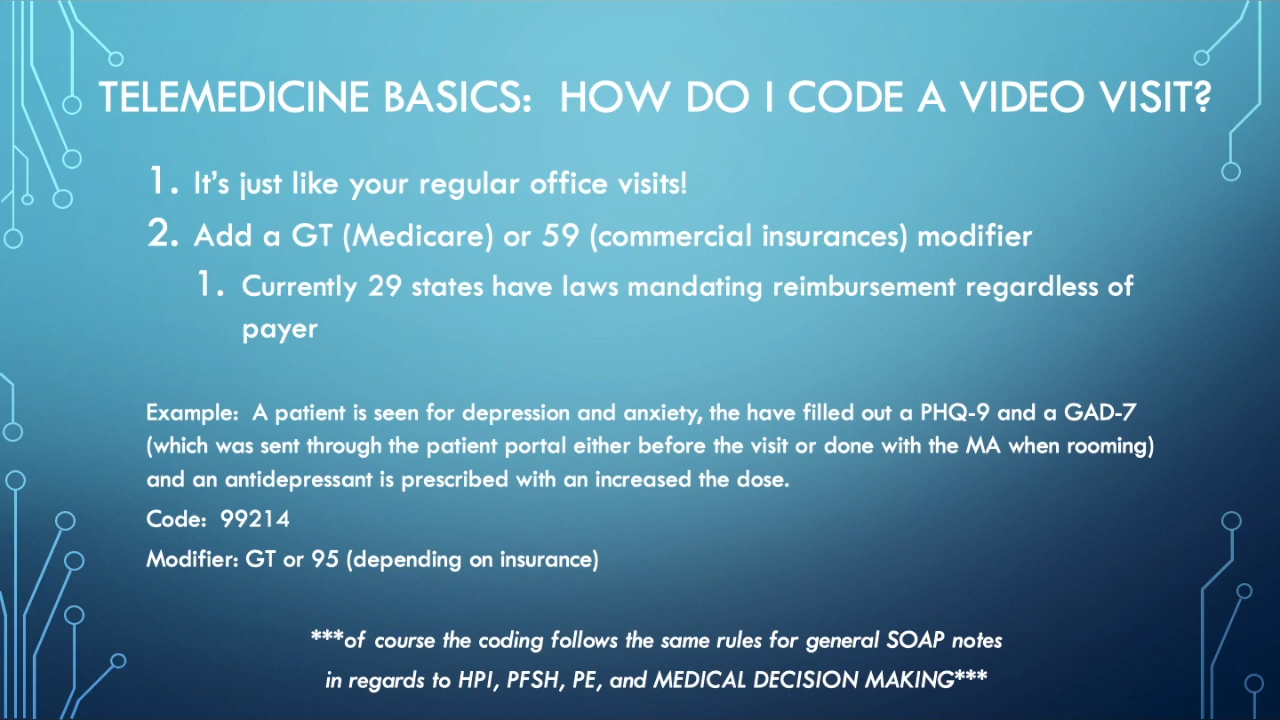 TELEMEDICINE BASICS: HOW DO I CODE A VIDEO VISIT?
1. It's just like your regular office visits!
2. Add a GT (Medicare) or 59 (commercial insurances) modifier
1. Currently 29 states have laws mandating reimbursement regardless of
payer
Example: A patient is seen for depression and anxiety, the have filled out a PHQ-9 and a GAD-7
(which was sent through the patient portal either before the visit or done with the MA when rooming)
and an antidepressant is prescribed with an increased the dose.
Code: 99214
Modifier: GT or 95 (depending on insurance)
***of course the coding follows the same rules for general SOAP notes
in regards to HPI, PFSH, PE, and MEDICAL DECISION MAKING***